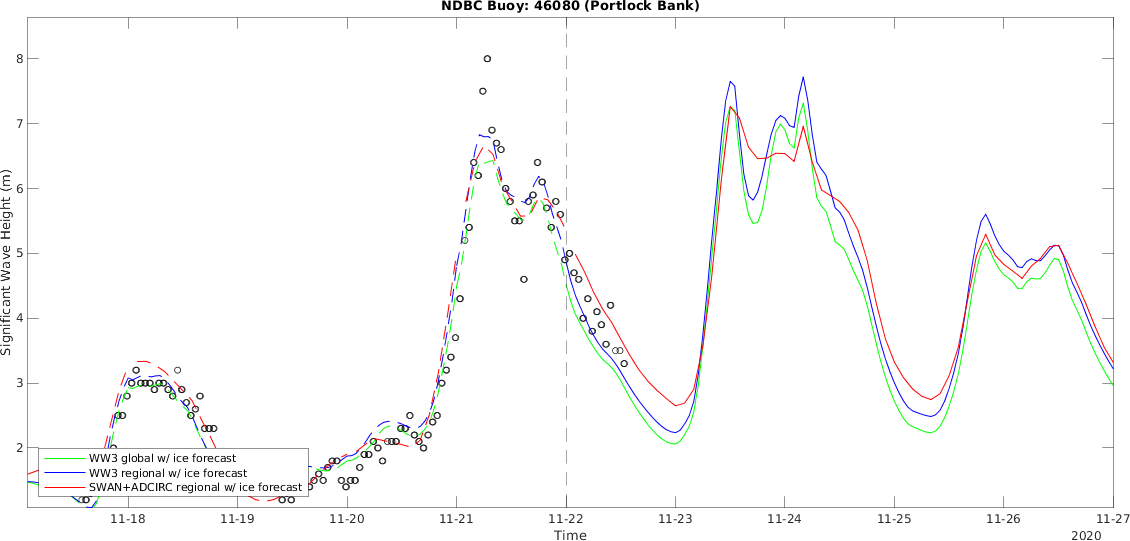 NDBC Buoy: 46080 (Portlock Bank)
Significant Wave Height (m)
8
7
6
5
4
3
2
WW3 global w/ ice forecast
WW3 regional w/ ice forecast
SWAN+ADCIRC regional w/ ice forecast
11-18 11-19 11-20 11-21 11-22 11-23 11-24 11-25 11-26 11-27
Time 2020